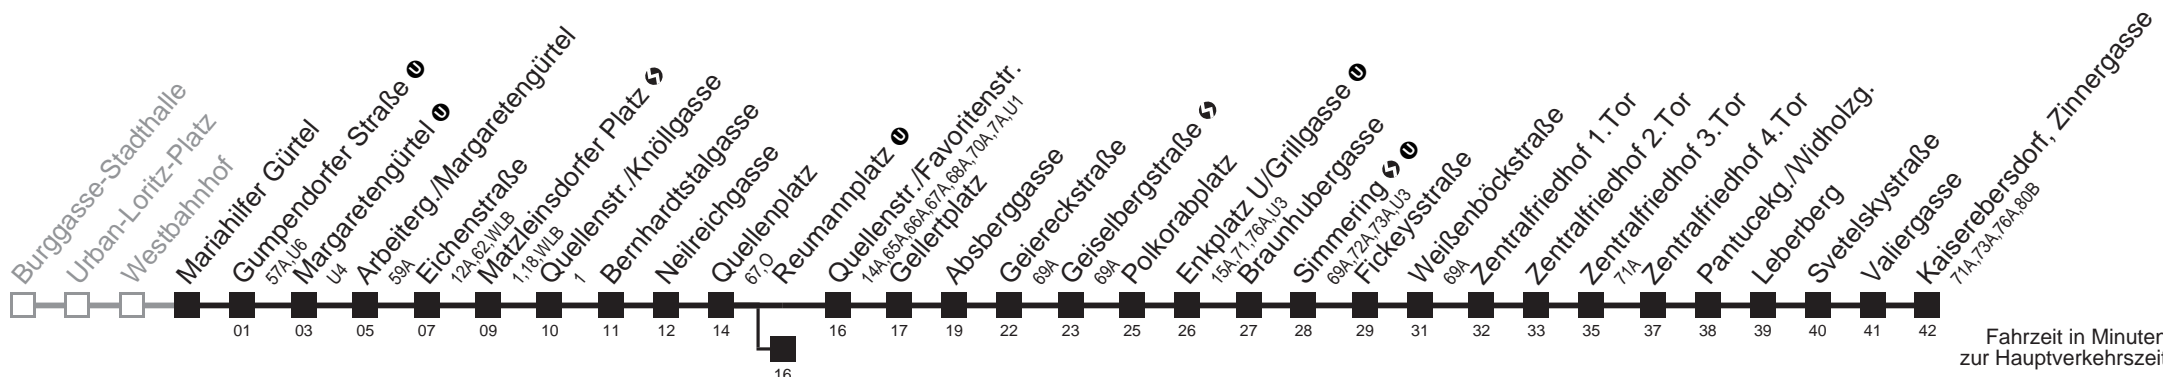 Burggasse-Stadthalle
Urban-Loritz-Platz
Westbahnhof
Mariahilfer Gürtel
Gumpendorfer Straße U
57A,U6
Margaretengürtel U
U4
Arbeiterg./Margaretengürtel
59A
Eichenstraße
12A,62,WLB
Matzleinsdorfer Platz
1,18,WLB
Quellenstr./Knöllgasse
1
Bernhardtstalgasse
Neilreichgasse
Quellenplatz
67,O
Reumannplatz U
Quellenstr./Favoritenstr.
14A,65A,66A,67A,68A,70A,7A,U1
Gellertplatz
Absberggasse
Geiereckstraße
69A
Geiselbergstraße
69A
Polkorabplatz
Enkplatz U/Grillgasse U
15A,71,76A,U3
Braunhubergasse
Simmering U
69A,72A,73A,U3
Fickeysstraße
Weißenböckstraße
69A
Zentralfriedhof 1.Tor
Zentralfriedhof 2.Tor
Zentralfriedhof 3.Tor
71A
Zentralfriedhof 4.Tor
Pantucekg./Widholzg.
Leberberg
Svetelskystraße
Valiergasse
Kaiserebersdorf, Zinnergasse
71A,73A,76A,80B
01 03 05 07 09 10 11 12 14 16 17 19 22 23 25 26 27 28 29 31 32 33 35 37 38 39 40 41 42
16
Fahrzeit in Minuten
zur Hauptverkehrszeit